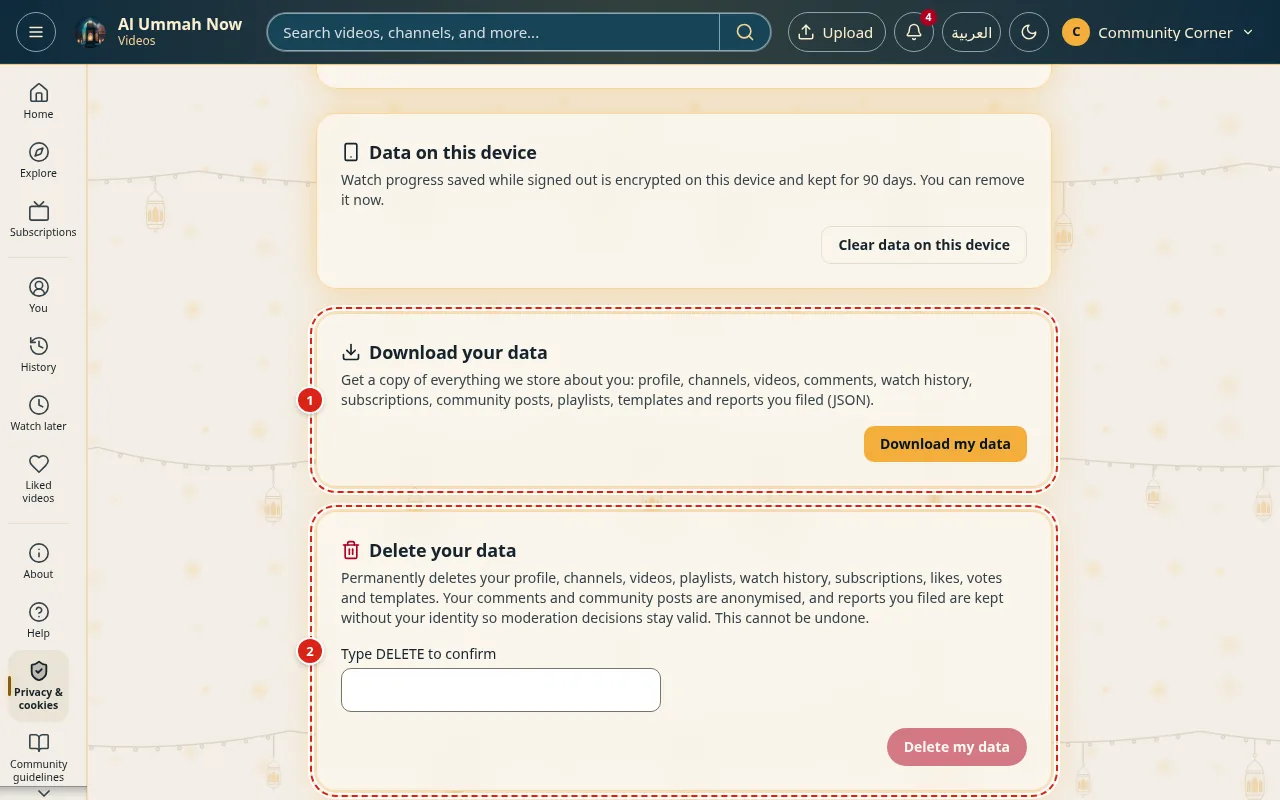 Al Ummah Now
Videos
Search videos, channels, and more...
Upload
4
العربية
C
Community Corner
Home
Explore
Subscriptions
You
History
Watch later
Liked
videos
About
Help
Privacy &
cookies
Community
guidelines
Data on this device
Watch progress saved while signed out is encrypted on this device and kept for 90 days. You can remove
it now.
Clear data on this device
1
Download your data
Get a copy of everything we store about you: profile, channels, videos, comments, watch history,
subscriptions, community posts, playlists, templates and reports you filed (JSON).
Download my data
2
Delete your data
Permanently deletes your profile, channels, videos, playlists, watch history, subscriptions, likes, votes
and templates. Your comments and community posts are anonymised, and reports you filed are kept
without your identity so moderation decisions stay valid. This cannot be undone.
Type DELETE to confirm
Delete my data